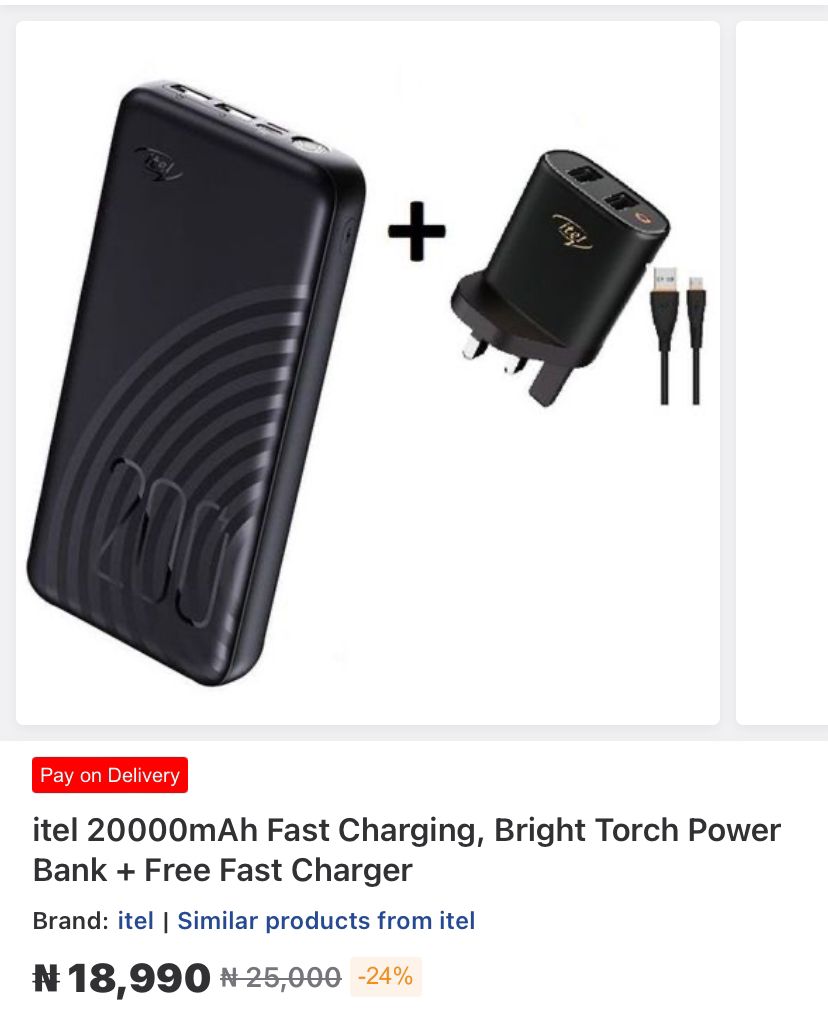 itel
200
itel
Pay on Delivery
itel 20000mAh Fast Charging, Bright Torch Power
Bank + Free Fast Charger
Brand: itel | Similar products from itel
₦ 18,990 ₦ 25,000 -24%